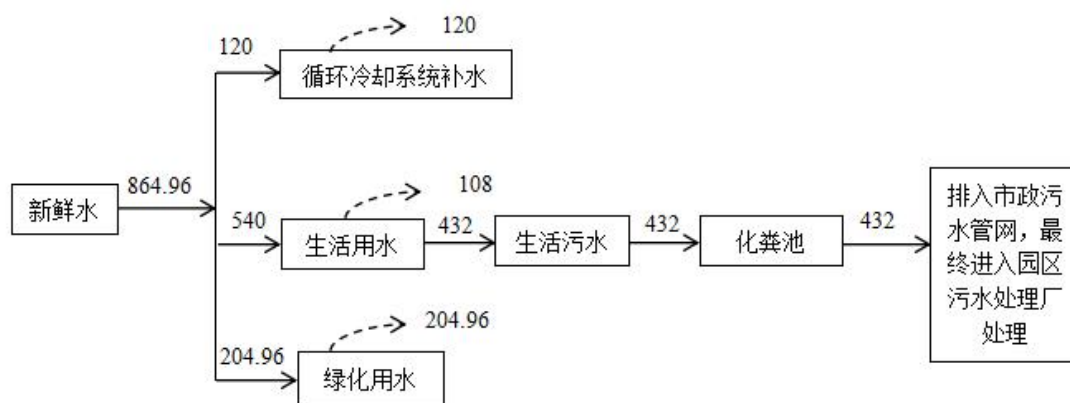 120
120
循环冷却系统补水
新鲜水
864.96
540
108
生活用水
432
生活污水
432
化粪池
432
排入市政污
水管网，最
终进入园区
污水处理厂
处理
204.96
204.96
绿化用水